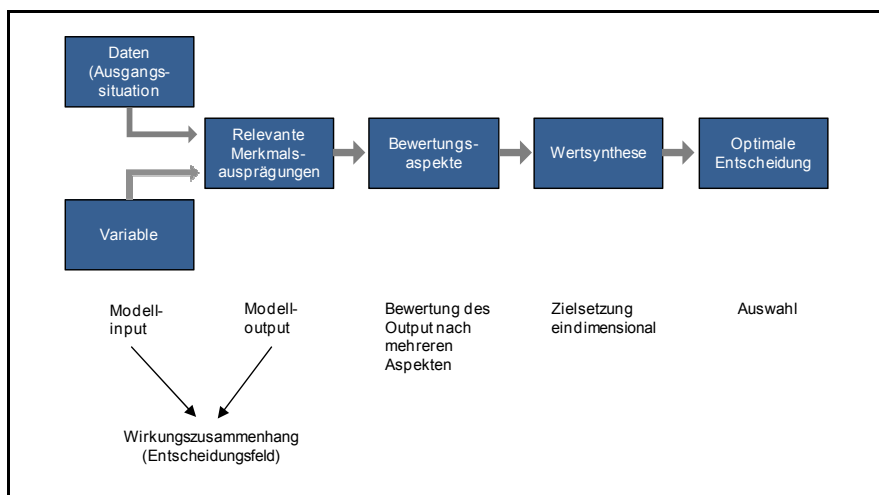 Daten
(Ausgangs-
situation
Variable
Relevante
Merkmals-
ausprägungen
Bewertungs-
aspekte
Wertsynthese
Optimale
Entscheidung
Modell-
input
Modell-
output
Bewertung des
Output nach
mehreren
Aspekten
Zielsetzung
eindimensional
Auswahl
Wirkungszusammenhang
(Entscheidungsfeld)